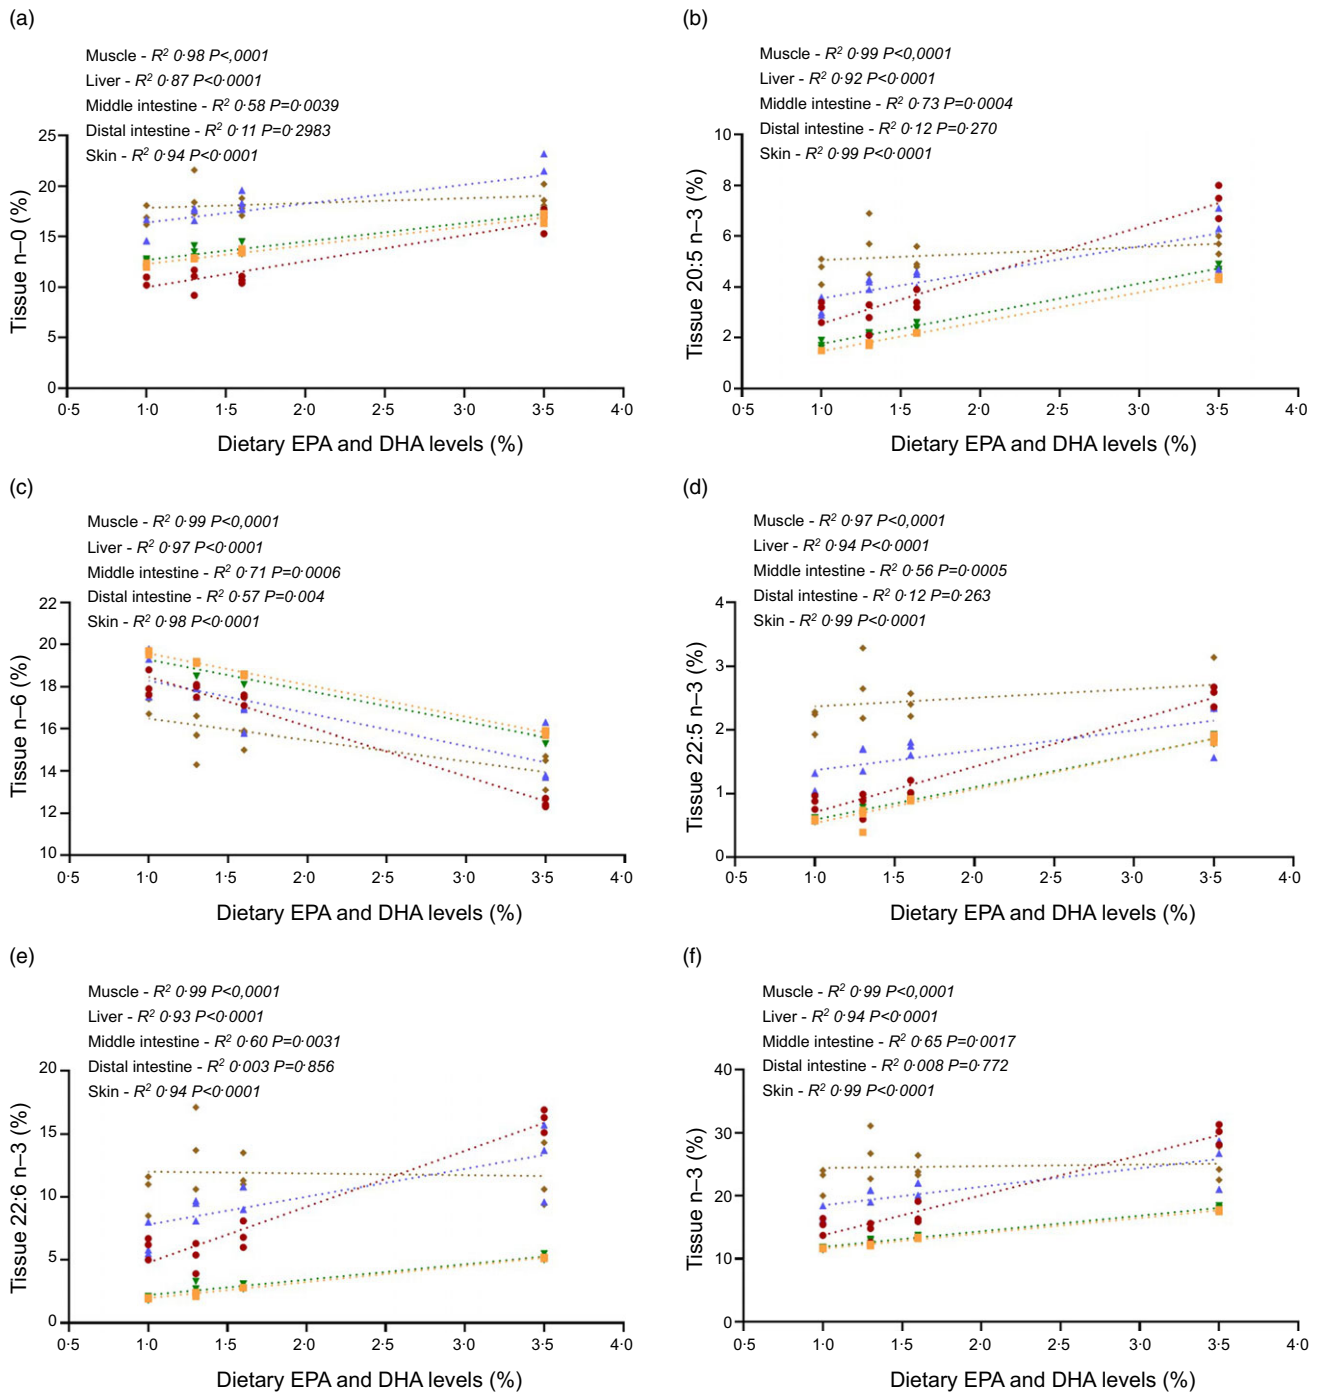 (a)
Muscle - R² 0·98 P<,0001
Liver - R² 0·87 P<0·0001
Middle intestine - R² 0·58 P=0·0039
Distal intestine - R² 0·11 P=0·2983
Skin - R² 0·94 P<0·0001
25
20
15
10
5
0
Tissue n–0 (%)
0·5 1·0 1·5 2·0 2·5 3·0 3·5 4·0
Dietary EPA and DHA levels (%)
(b)
Muscle - R² 0·99 P<0,0001
Liver - R² 0·92 P<0·0001
Middle intestine - R² 0·73 P=0·0004
Distal intestine - R² 0·12 P=0·270
Skin - R² 0·99 P<0·0001
10
8
6
4
2
0
Tissue 20:5 n–3 (%)
0·5 1·0 1·5 2·0 2·5 3·0 3·5 4·0
Dietary EPA and DHA levels (%)
(c)
Muscle - R² 0·99 P<0,0001
Liver - R² 0·97 P<0·0001
Middle intestine - R² 0·71 P=0·0006
Distal intestine - R² 0·57 P=0·004
Skin - R² 0·98 P<0·0001
22
20
18
16
14
12
10
Tissue n–6 (%)
0·5 1·0 1·5 2·0 2·5 3·0 3·5 4·0
Dietary EPA and DHA levels (%)
(d)
Muscle - R² 0·97 P<0,0001
Liver - R² 0·94 P<0·0001
Middle intestine - R² 0·56 P=0·0005
Distal intestine - R² 0·12 P=0·263
Skin - R² 0·99 P<0·0001
4
3
2
1
0
Tissue 22:5 n–3 (%)
0·5 1·0 1·5 2·0 2·5 3·0 3·5 4·0
Dietary EPA and DHA levels (%)
(e)
Muscle - R² 0·99 P<0,0001
Liver - R² 0·93 P<0·0001
Middle intestine - R² 0·60 P=0·0031
Distal intestine - R² 0·003 P=0·856
Skin - R² 0·94 P<0·0001
20
15
10
5
0
Tissue 22:6 n–3 (%)
0·5 1·0 1·5 2·0 2·5 3·0 3·5 4·0
Dietary EPA and DHA levels (%)
(f)
Muscle - R² 0·99 P<0,0001
Liver - R² 0·94 P<0·0001
Middle intestine - R² 0·65 P=0·0017
Distal intestine - R² 0·008 P=0·772
Skin - R² 0·99 P<0·0001
40
30
20
10
0
Tissue n–3 (%)
0·5 1·0 1·5 2·0 2·5 3·0 3·5 4·0
Dietary EPA and DHA levels (%)